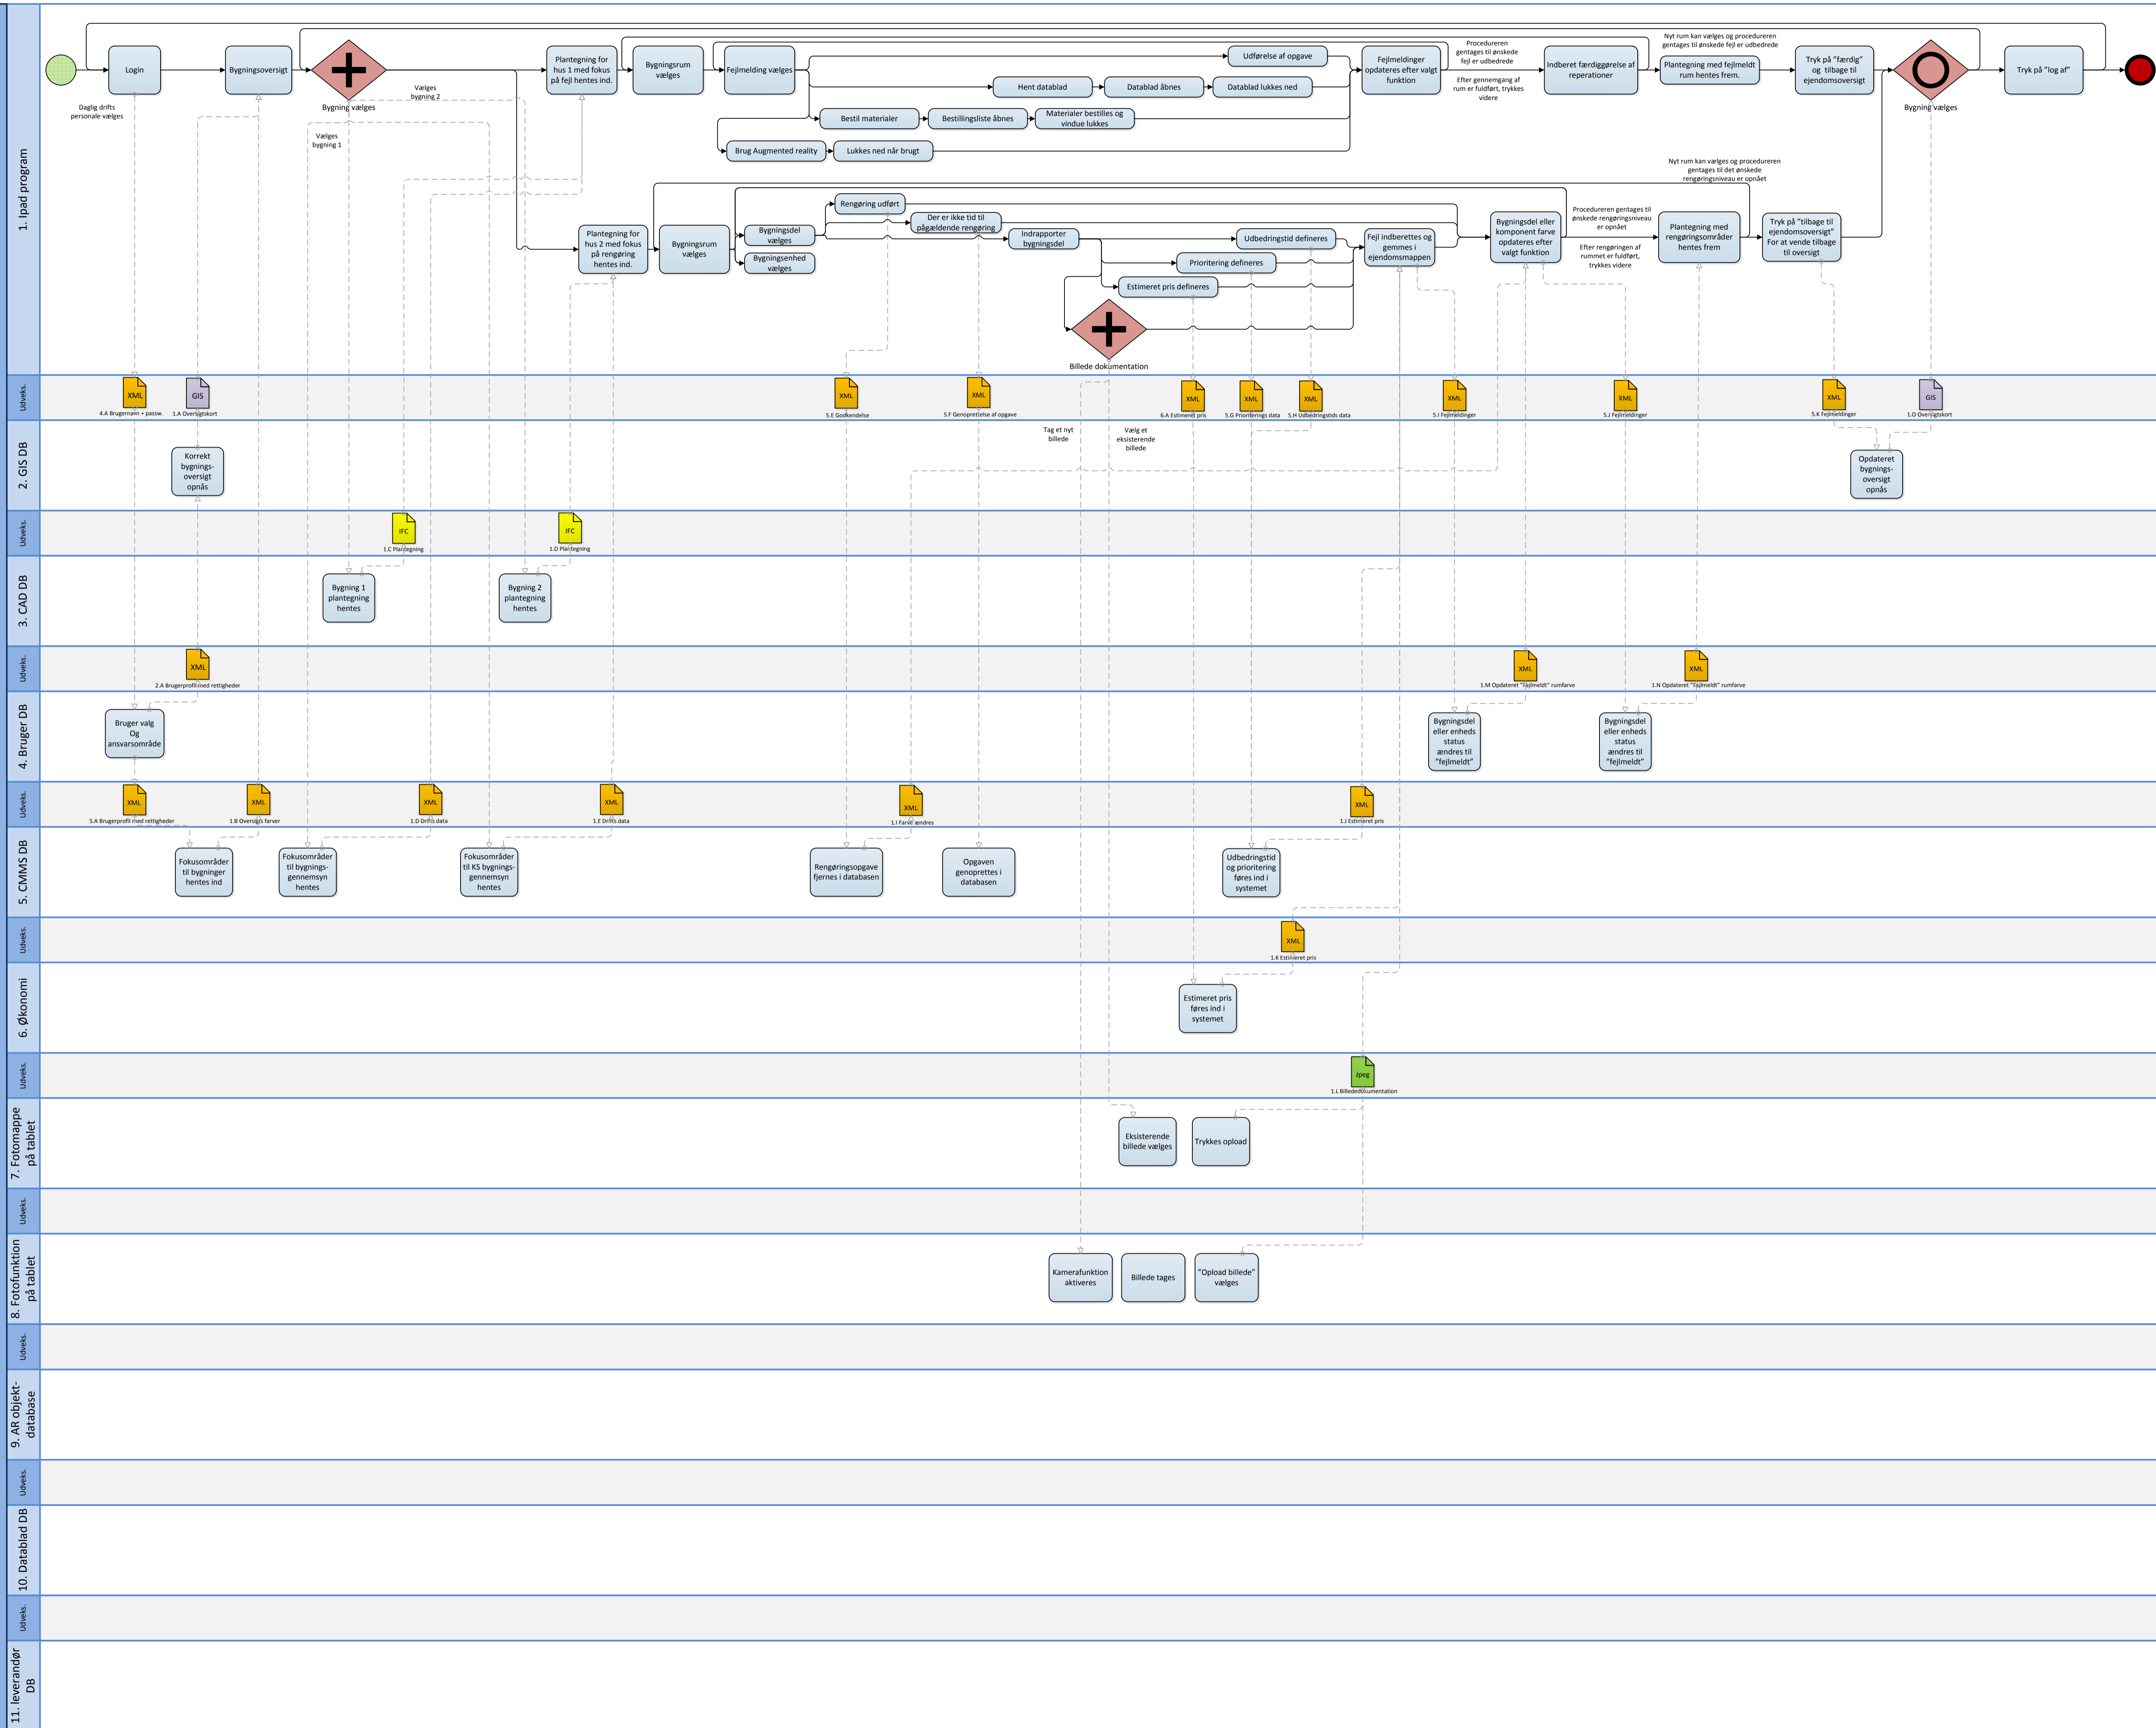 1. Ipad program
Login
Daglig drifts
personale vælges
Bygningsoversigt
Bygning vælges
Vælges
bygning 2
Vælges
bygning 1
Plantegning for
hus 1 med fokus
på fejl hentes ind.
Bygningsrum
vælges
Fejlmelding vælges
Udførelse af opgave
Hent datablad
Datablad åbnes
Datablad lukkes ned
Bestil materialer
Bestillingsliste åbnes
Materialer bestilles og
vindue lukkes
Brug Augmented reality
Lukkes ned når brugt
Fejlmeldinger
opdateres efter valgt
funktion
Procedureren
gentages til ønskede
fejl er udbedrede
Efter gennemgang af
rum er fuldført, trykkes
videre
Indberet færdiggørelse af
reperationer
Nyt rum kan vælges og procedureren
gentages til ønskede fejl er udbedrede
Plantegning med fejlmeldt
rum hentes frem.
Tryk på "færdig"
og tilbage til
ejendomsoversigt
Bygning vælges
Tryk på "log af"
Plantegning for
hus 2 med fokus
på rengøring
hentes ind.
Bygningsrum
vælges
Bygningsdel
vælges
Bygningsenhed
vælges
Rengøring udført
Der er ikke tid til
pågældende rengøring
Indrapporter
bygningsdel
Udbedringstid defineres
Prioritering defineres
Estimeret pris defineres
Billede dokumentation
Fejl indberettes og
gemmes i
ejendomsmappen
Bygningsdel eller
komponent farve
opdateres efter
valgt funktion
Procedureren gentages til
ønskede rengøringsniveau
er opnået
Efter rengøringen af
rummet er fuldført,
trykkes videre
Nyt rum kan vælges og procedureren
gentages til det ønskede
rengøringsniveau er opnået
Plantegning med
rengøringsområder
hentes frem
Tryk på "tilbage til
ejendomsoversigt"
For at vende tilbage
til oversigt
Udveks.
XML
4.A Brugernavn + passw.
GIS
1.A Oversigtskort
XML
5.E Godkendelse
XML
5.F Genoprettelse af opgave
XML
6.A Estimeret pris
XML
5.G Prioriterings data
XML
5.H Udbedringstids data
XML
5.I Fejlmeldinger
XML
5.J Fejlmeldinger
XML
5.K Fejlmeldinger
GIS
1.O Oversigtskort
2. GIS DB
Korrekt
bygnings-
oversigt
opnås
Tag et nyt
billede
Vælg et
eksisterende
billede
Opdateret
bygnings-
oversigt
opnås
Udveks.
IFC
1.C Plantegning
IFC
1.D Plantegning
3. CAD DB
Bygning 1
plantegning
hentes
Bygning 2
plantegning
hentes
Udveks.
XML
2.A Brugerprofil med rettigheder
XML
1.M Opdateret "fejlmeldt" rumfarve
XML
1.N Opdateret "fejlmeldt" rumfarve
4. Bruger DB
Bruger valg
Og
ansvarsområde
Bygningsdel
eller enheds
status
ændres til
"fejlmeldt"
Bygningsdel
eller enheds
status
ændres til
"fejlmeldt"
Udveks.
XML
5.A Brugerprofil med rettigheder
XML
1.B Oversigts farver
XML
1.D Drifts data
XML
1.E Drifts data
XML
1.I Farve ændres
XML
1.J Estimeret pris
5. CMMS DB
Fokusområder
til bygninger
hentes ind
Fokusområder
til bygnings-
gennemsyn
hentes
Fokusområder
til KS bygnings-
gennemsyn
hentes
Rengøringsopgave
fjernes i databasen
Opgaven
genoprettes i
databasen
Udbedringstid
og prioritering
føres ind i
systemet
Udveks.
XML
1.K Estimeret pris
6. Økonomi
Estimeret pris
føres ind i
systemet
Udveks.
Jpeg
1.L Billededokumentation
7. Fotomappe
på tablet
Eksisterende
billede vælges
Trykkes opload
Udveks.
8. Fotofunktion
på tablet
Kamerafunktion
aktiveres
Billede tages
"Opload billede"
vælges
Udveks.
9. AR objekt-
database
Udveks.
10. Datablad DB
Udveks.
11. leverandør
DB